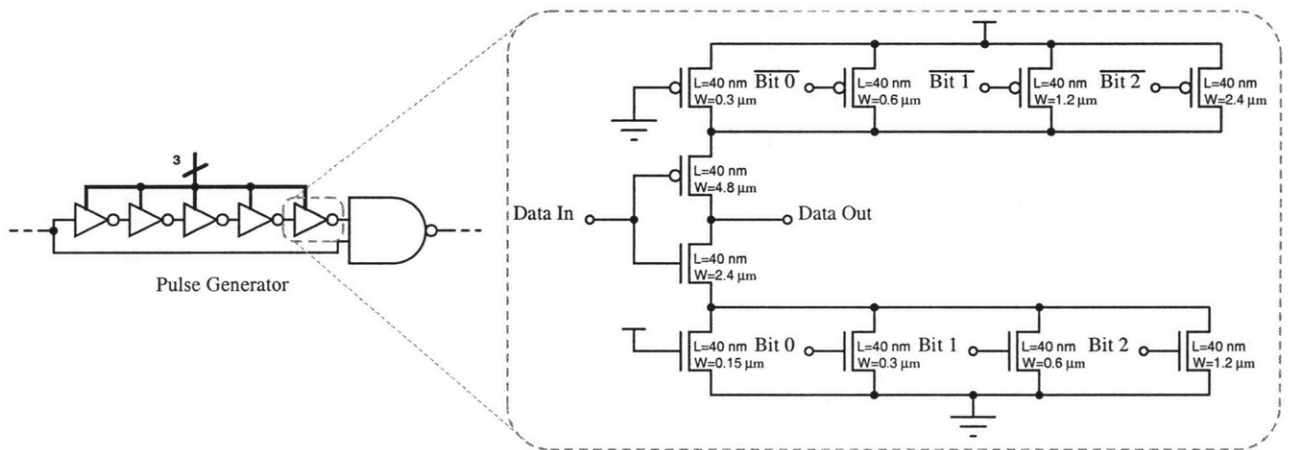 3
Pulse Generator
L=40 nm
W=0.3 µm
Bit 0
L=40 nm
W=0.6 µm
Bit 1
L=40 nm
W=1.2 µm
Bit 2
L=40 nm
W=2.4 µm
L=40 nm
W=4.8 µm
Data In
Data Out
L=40 nm
W=2.4 µm
L=40 nm
W=0.15 µm
Bit 0
L=40 nm
W=0.3 µm
Bit 1
L=40 nm
W=0.6 µm
Bit 2
L=40 nm
W=1.2 µm